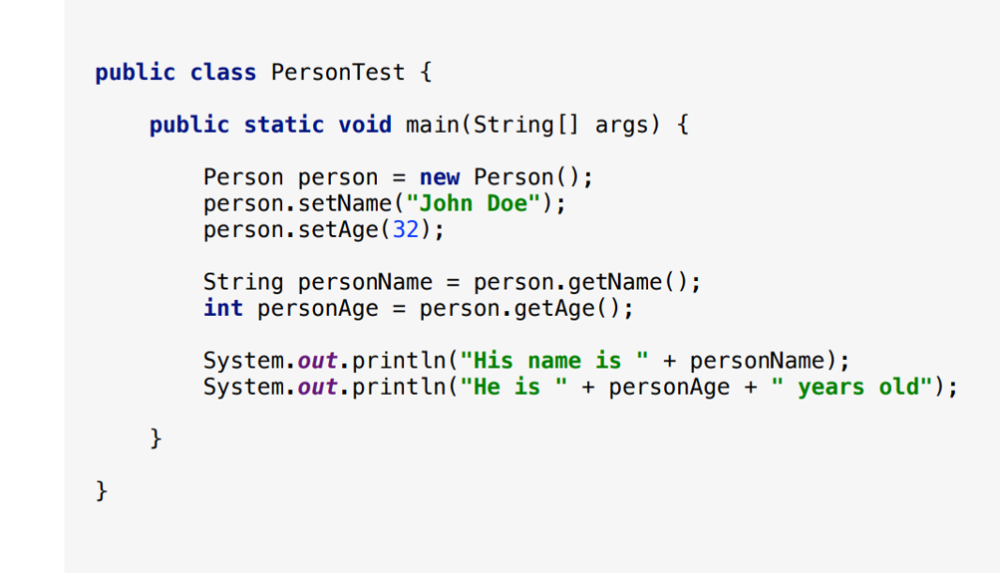 public class PersonTest {
public static void main(String[] args) {
Person person = new Person();
person.setName("John Doe");
person.setAge(32);
String personName = person.getName();
int personAge = person.getAge();
System.out.println("His name is " + personName);
System.out.println("He is " + personAge + " years old");
}
}